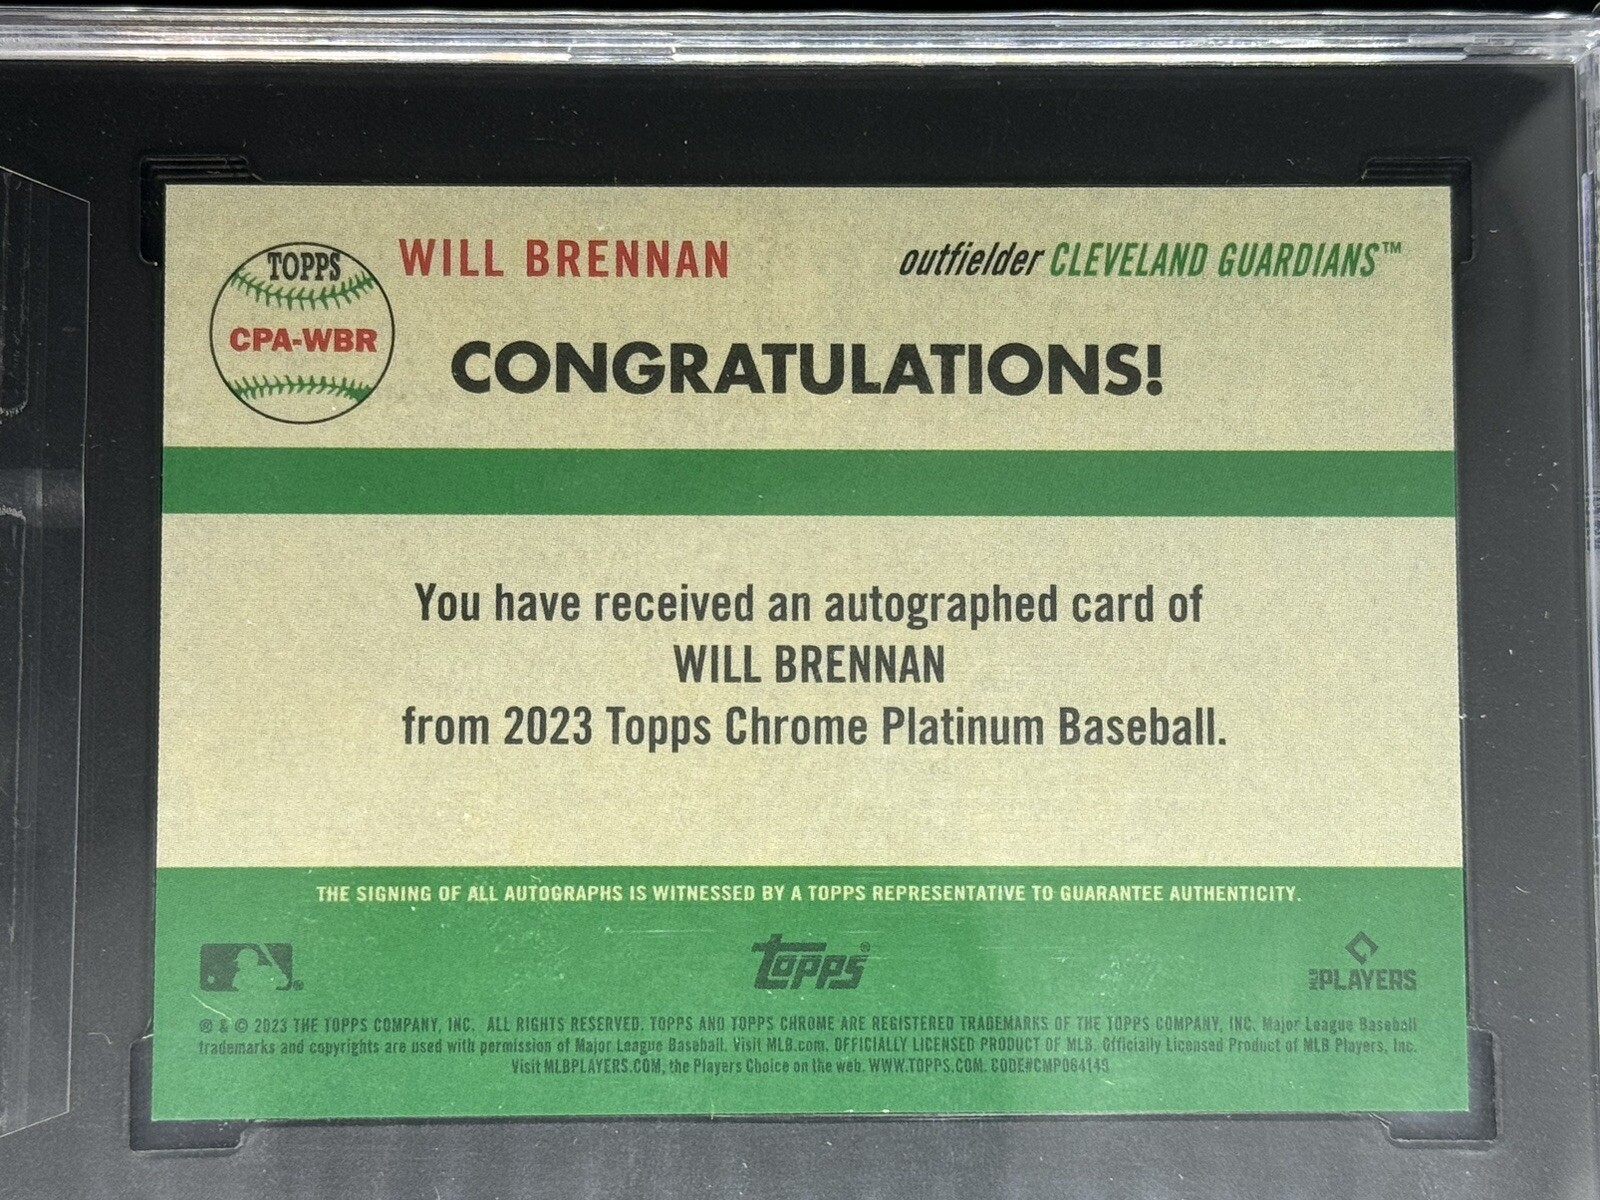 TOPPS
CPA-WBR
WILL BRENNAN
outfielder CLEVELAND GUARDIANS™
CONGRATULATIONS!
You have received an autographed card of
WILL BRENNAN
from 2023 Topps Chrome Platinum Baseball.
THE SIGNING OF ALL AUTOGRAPHS IS WITNESSED BY A TOPPS REPRESENTATIVE TO GUARANTEE AUTHENTICITY.
topps®
MLB PLAYERS
® & © 2023 THE TOPPS COMPANY, INC. ALL RIGHTS RESERVED. TOPPS AND TOPPS CHROME ARE REGISTERED TRADEMARKS OF THE TOPPS COMPANY, INC. Major League Baseball
trademarks and copyrights are used with permission of Major League Baseball. Visit MLB.com. OFFICIALLY LICENSED PRODUCT OF MLB. Officially Licensed Product of MLB Players, Inc.
Visit MLBPLAYERS.COM, the Players Choice on the web. WWW.TOPPS.COM. CODE#CMP064149